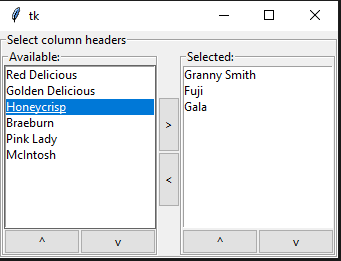 tk
Select column headers
Available:
Red Delicious
Golden Delicious
Honeycrisp
Braeburn
Pink Lady
McIntosh
^ v
>
<
Selected:
Granny Smith
Fuji
Gala
^ v